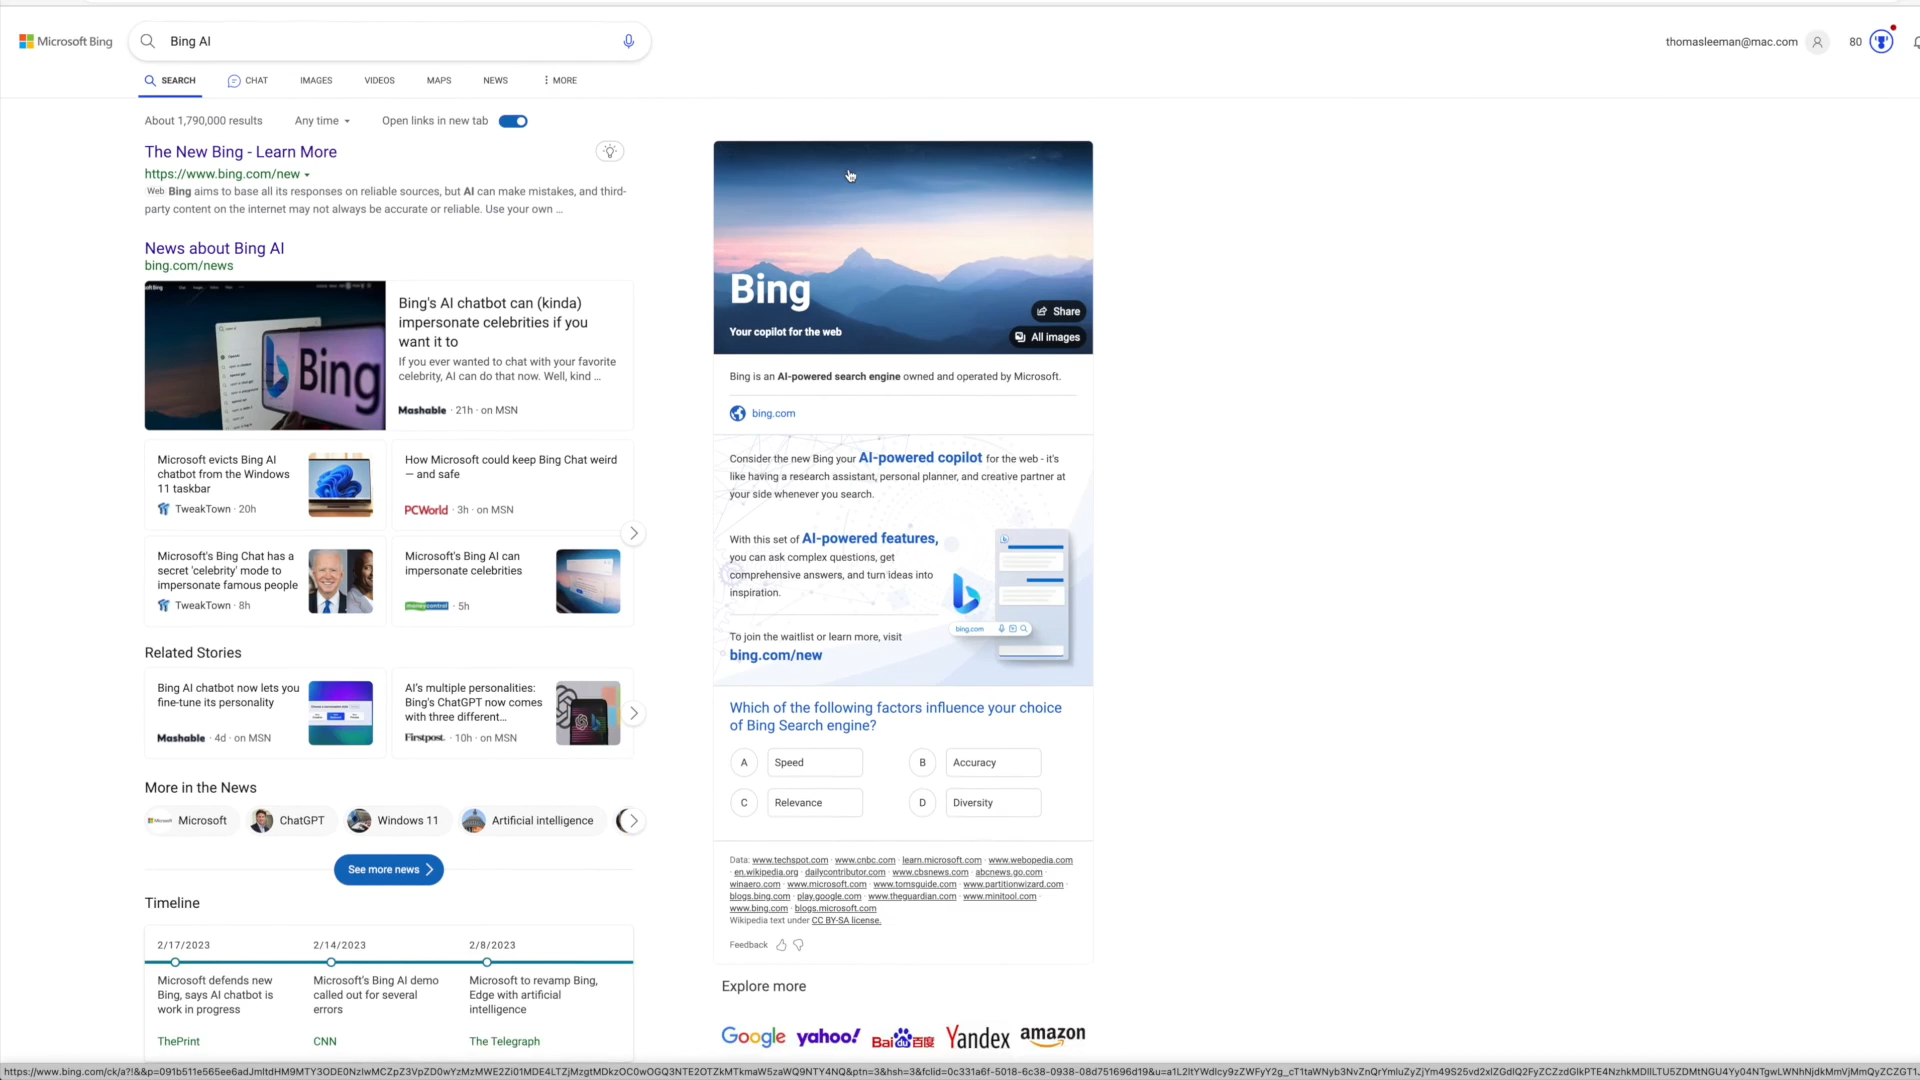 Microsoft Bing
Bing AI
thomasleeman@mac.com
80
SEARCH
CHAT
IMAGES
VIDEOS
MAPS
NEWS
MORE
About 1,790,000 results
Any time
Open links in new tab
The New Bing - Learn More
https://www.bing.com/new
Web Bing aims to base all its responses on reliable sources, but AI can make mistakes, and third-
party content on the internet may not always be accurate or reliable. Use your own ...
News about Bing AI
bing.com/news
Bing
Bing's AI chatbot can (kinda)
impersonate celebrities if you
want it to
If you ever wanted to chat with your favorite
celebrity, AI can do that now. Well, kind ...
Mashable · 21h · on MSN
Microsoft evicts Bing AI
chatbot from the Windows
11 taskbar
TweakTown · 20h
How Microsoft could keep Bing Chat weird
— and safe
PCWorld · 3h · on MSN
Microsoft's Bing Chat has a
secret 'celebrity' mode to
impersonate famous people
TweakTown · 8h
Microsoft's Bing AI can
impersonate celebrities
moneycontrol · 5h
Related Stories
Bing AI chatbot now lets you
fine-tune its personality
Mashable · 4d · on MSN
AI's multiple personalities:
Bing's ChatGPT now comes
with three different...
Firstpost. · 10h · on MSN
More in the News
Microsoft
ChatGPT
Windows 11
Artificial intelligence
See more news
Timeline
2/17/2023
Microsoft defends new
Bing, says AI chatbot is
work in progress
ThePrint
2/14/2023
Microsoft's Bing AI demo
called out for several
errors
CNN
2/8/2023
Microsoft to revamp Bing,
Edge with artificial
intelligence
The Telegraph
Bing
Your copilot for the web
Share
All images
Bing is an AI-powered search engine owned and operated by Microsoft.
bing.com
Consider the new Bing your AI-powered copilot for the web - it's
like having a research assistant, personal planner, and creative partner at
your side whenever you search.
With this set of AI-powered features,
you can ask complex questions, get
comprehensive answers, and turn ideas into
inspiration.
To join the waitlist or learn more, visit
bing.com/new
bing.com
Which of the following factors influence your choice
of Bing Search engine?
A Speed
B Accuracy
C Relevance
D Diversity
Data: www.techspot.com · www.cnbc.com · learn.microsoft.com · www.webopedia.com
· en.wikipedia.org · dailycontributor.com · www.cbsnews.com · abcnews.go.com ·
winaero.com · www.microsoft.com · www.tomsguide.com · www.partitionwizard.com ·
blogs.bing.com · play.google.com · www.theguardian.com · www.minitool.com ·
www.bing.com · blogs.microsoft.com
Wikipedia text under CC BY-SA license.
Feedback
Explore more
Google
yahoo!
Bai du 百度
Yandex
amazon